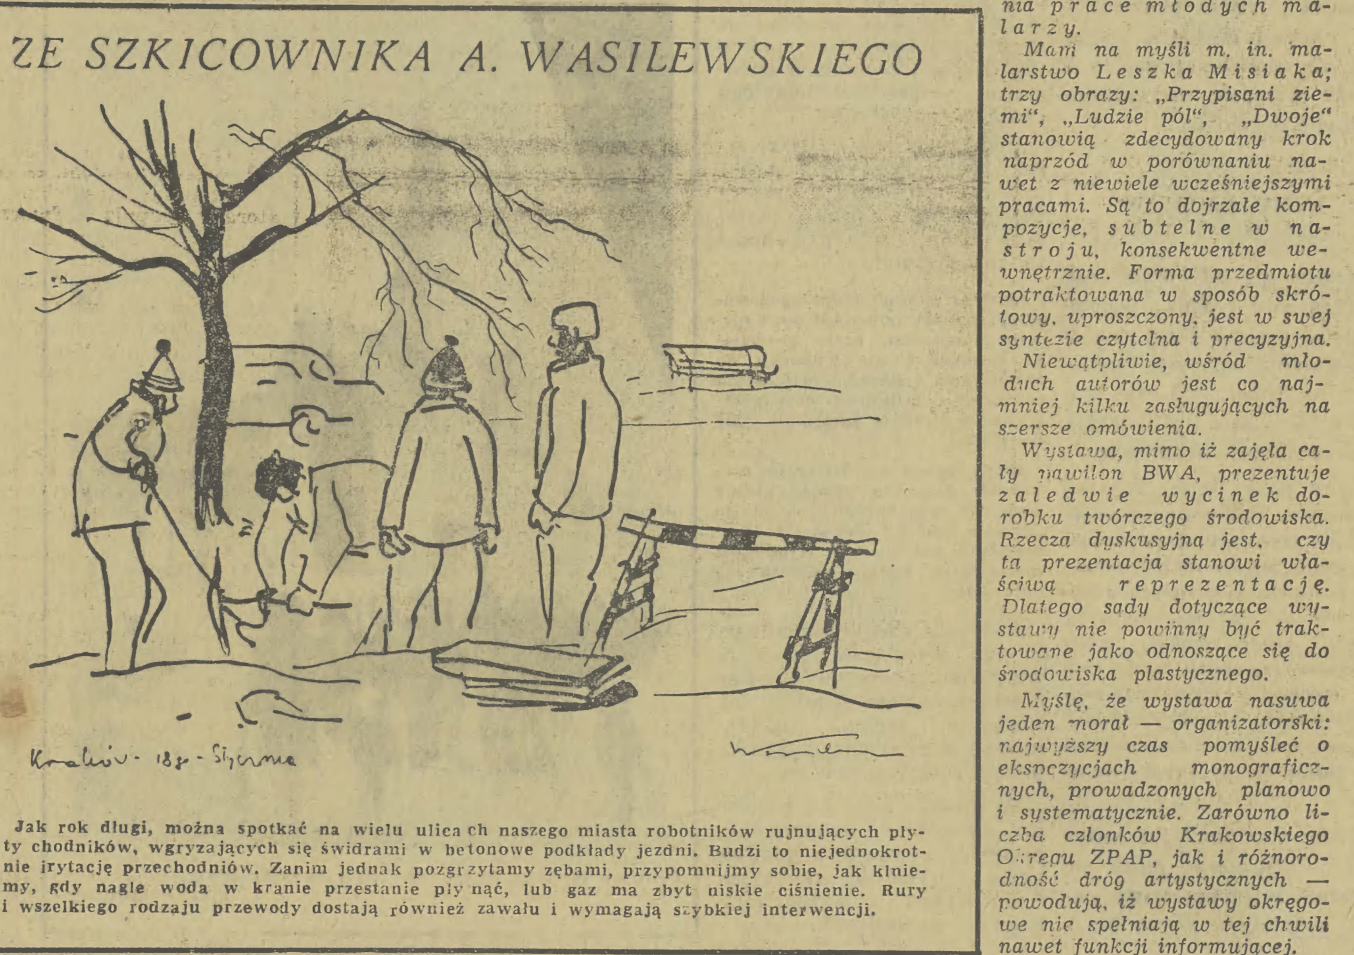 ZE SZKICOWNIKA A. WASILEWSKIEGO
Kraków - 18 - Stycznia
Jak rok długi, można spotkać na wielu ulicach naszego miasta robotników rujnujących pły-
ty chodników, wgryzających się świdrami w betonowe podkłady jezdni. Budzi to niejednokrot-
nie irytację przechodniów. Zanim jednak pozgrzytamy zębami, przypomnijmy sobie, jak klnie-
my, gdy nagle woda w kranie przestanie płynąć, lub gaz ma zbyt niskie ciśnienie. Rury
i wszelkiego rodzaju przewody dostają również zawału i wymagają szybkiej interwencji.
nia prace młodych ma-
larzy.
Mam na myśli m. in. ma-
larstwo Leszka Misiaka;
trzy obrazy: „Przypisani zie-
mi“, „Ludzie pól“, „Dwoje“
stanowią zdecydowany krok
naprzód w porównaniu na-
wet z niewiele wcześniejszymi
pracami. Są to dojrzałe kom-
pozycje, subtelne w na-
stroju, konsekwentne we-
wnętrznie. Forma przedmiotu
potraktowana w sposób skró-
towy, uproszczony, jest w swej
syntezie czytelna i precyzyjna.
Niewątpliwie, wśród mło-
dych autorów jest co naj-
mniej kilku zasługujących na
szersze omówienia.
Wystawa, mimo iż zajęła ca-
ły pawilon BWA, prezentuje
zaledwie wycinek do-
robku twórczego środowiska.
Rzeczą dyskusyjną jest, czy
ta prezentacja stanowi wła-
ściwą reprezentację.
Dlatego sądy dotyczące wy-
stawy nie powinny być trak-
towane jako odnoszące się do
środowiska plastycznego.
Myślę, że wystawa nasuwa
jeden morał — organizatorski:
najwyższy czas pomyśleć o
ekspozycjach monograficz-
nych, prowadzonych planowo
i systematycznie. Zarówno li-
czba członków Krakowskiego
Okręgu ZPAP, jak i różnoro-
dność dróg artystycznych —
powodują, iż wystawy okręgo-
we nie spełniają w tej chwili
nawet funkcji informującej.